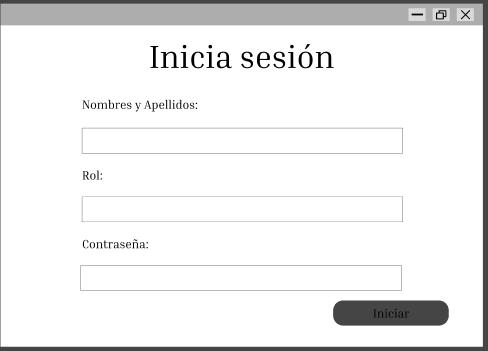 Inicia sesión
Nombres y Apellidos:
Rol:
Contraseña:
Iniciar